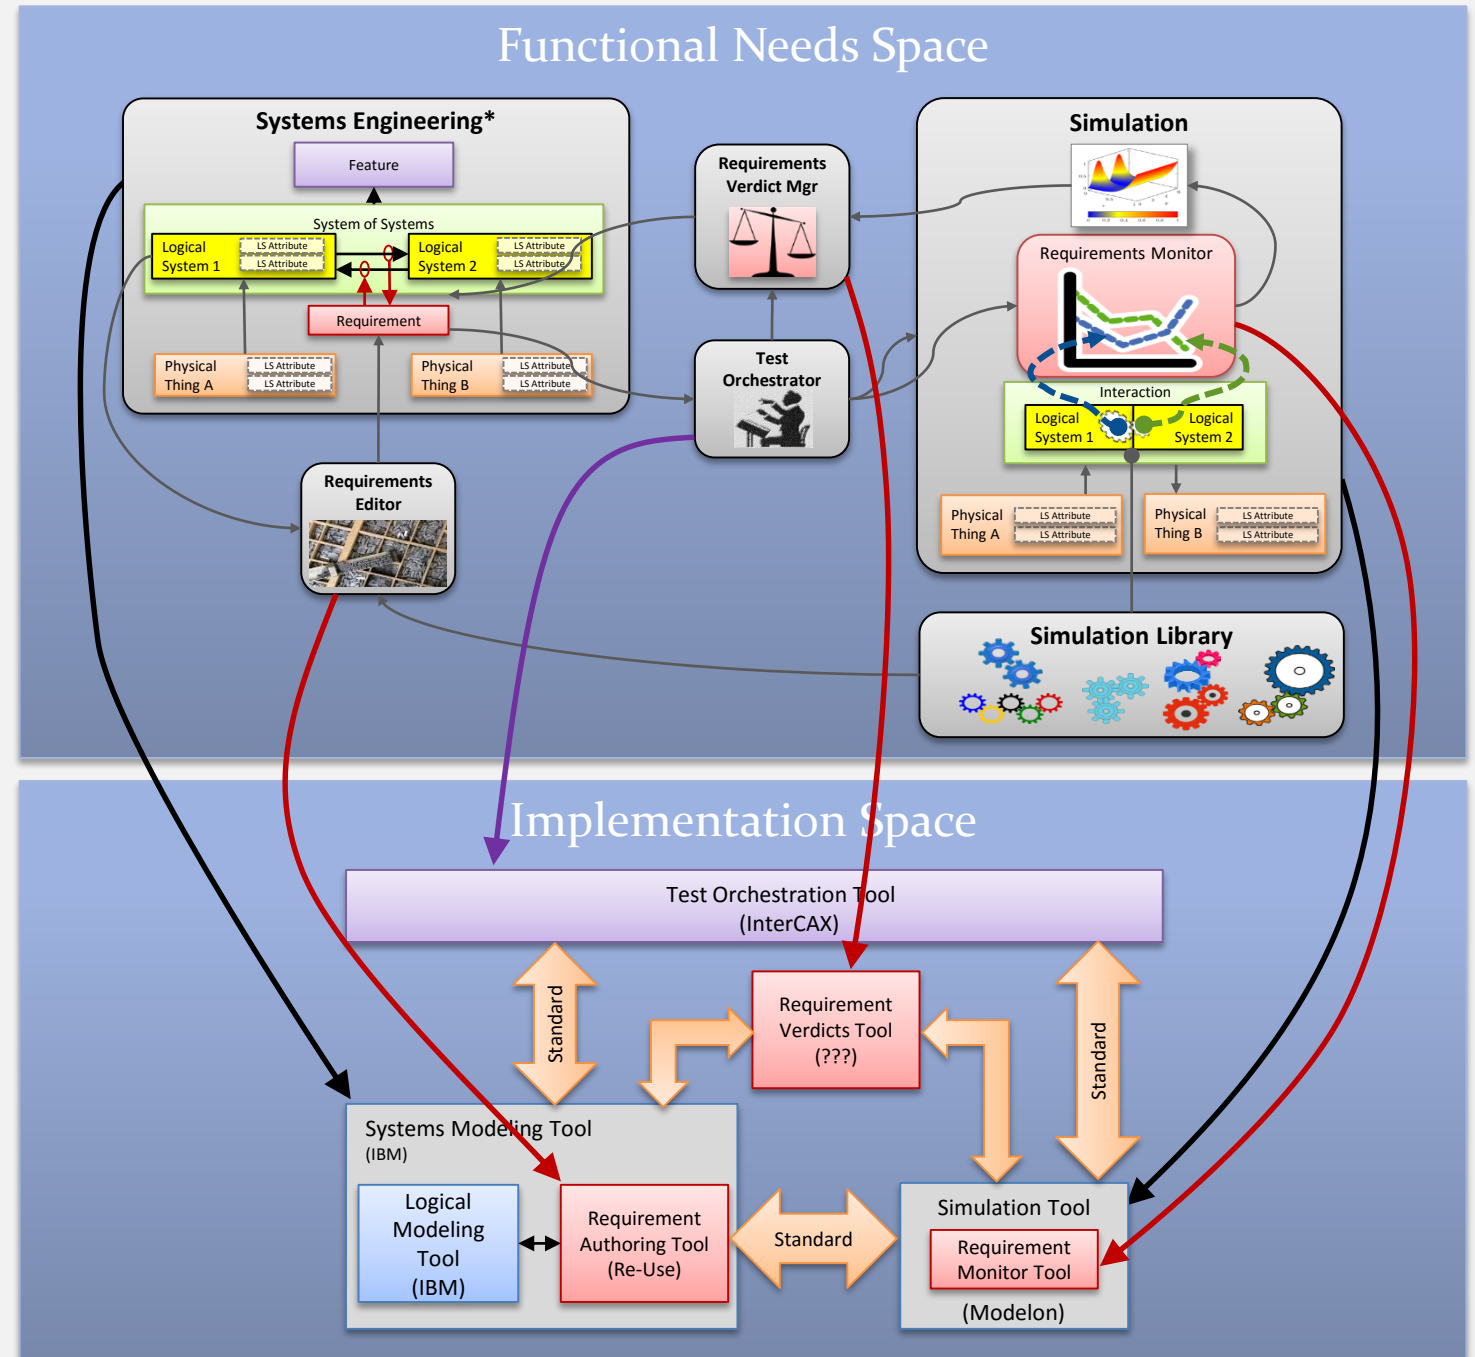 Functional Needs Space
Systems Engineering*
Feature
System of Systems
Logical
System 1
LS Attribute
LS Attribute
Logical
System 2
LS Attribute
LS Attribute
Requirement
Physical
Thing A
LS Attribute
LS Attribute
Physical
Thing B
LS Attribute
LS Attribute
Requirements
Editor
Requirements
Verdict Mgr
Test
Orchestrator
Simulation
Requirements Monitor
Interaction
Logical
System 1
Logical
System 2
Physical
Thing A
LS Attribute
LS Attribute
Physical
Thing B
LS Attribute
LS Attribute
Simulation Library
Implementation Space
Test Orchestration Tool
(InterCAX)
Standard
Requirement
Verdicts Tool
(???)
Standard
Systems Modeling Tool
(IBM)
Logical
Modeling
Tool
(IBM)
Requirement
Authoring Tool
(Re-Use)
Standard
Simulation Tool
Requirement
Monitor Tool
(Modelon)